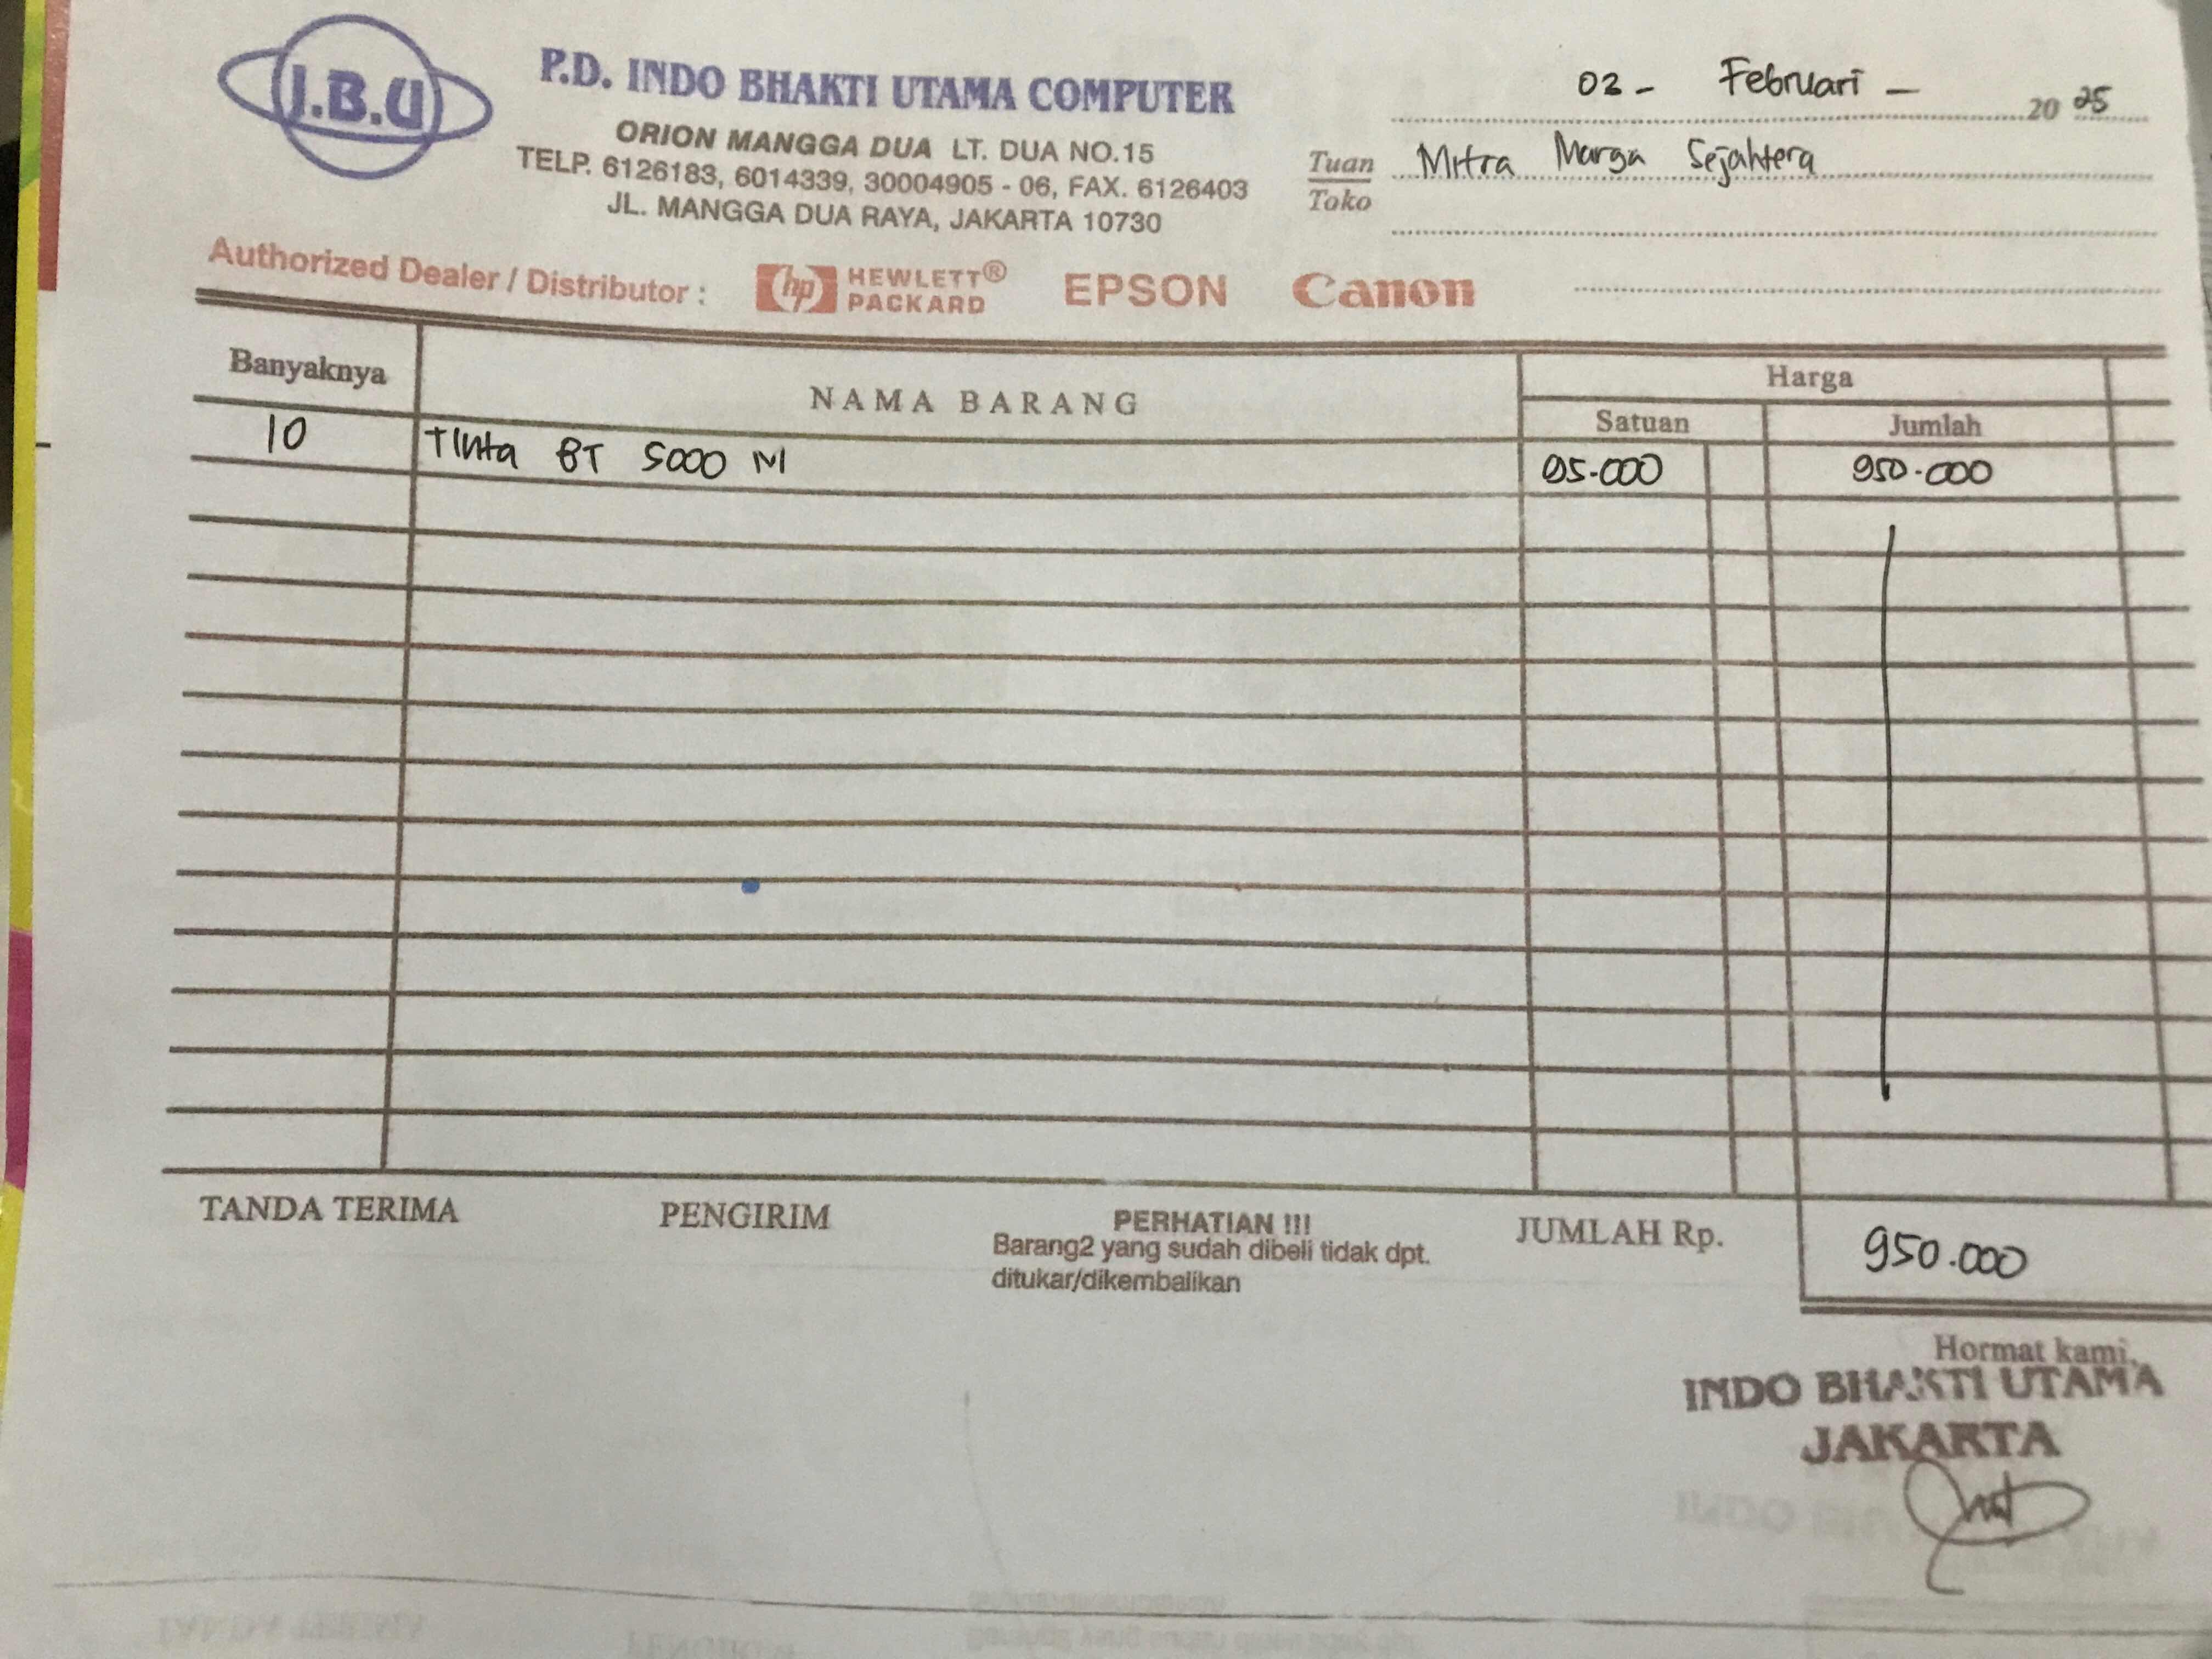 I.B.U
P.D. INDO BHAKTI UTAMA COMPUTER
ORION MANGGA DUA LT. DUA NO.15
TELP. 6126183, 6014339, 30004905 - 06, FAX. 6126403
JL. MANGGA DUA RAYA, JAKARTA 10730
03 - Februari - 20 25
Tuan Mitra Marga Sejahtera
Toko
Authorized Dealer / Distributor : hp HEWLETT® PACKARD EPSON Canon
Banyaknya NAMA BARANG Harga
Satuan Jumlah
10 Tinta BT 5000 M 95.000 950.000
TANDA TERIMA PENGIRIM PERHATIAN !!! JUMLAH Rp. 950.000
Barang2 yang sudah dibeli tidak dpt.
ditukar/dikembalikan
Hormat kami,
INDO BHAKTI UTAMA
JAKARTA